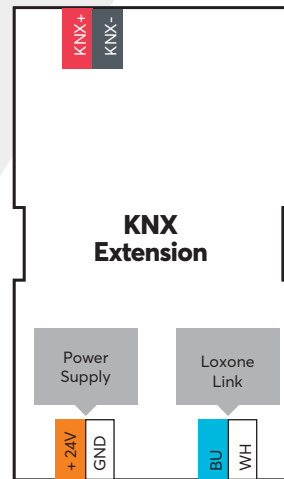 KNX+
KNX-
KNX
Extension
Power
Supply
Loxone
Link
+ 24V
GND
BU
WH